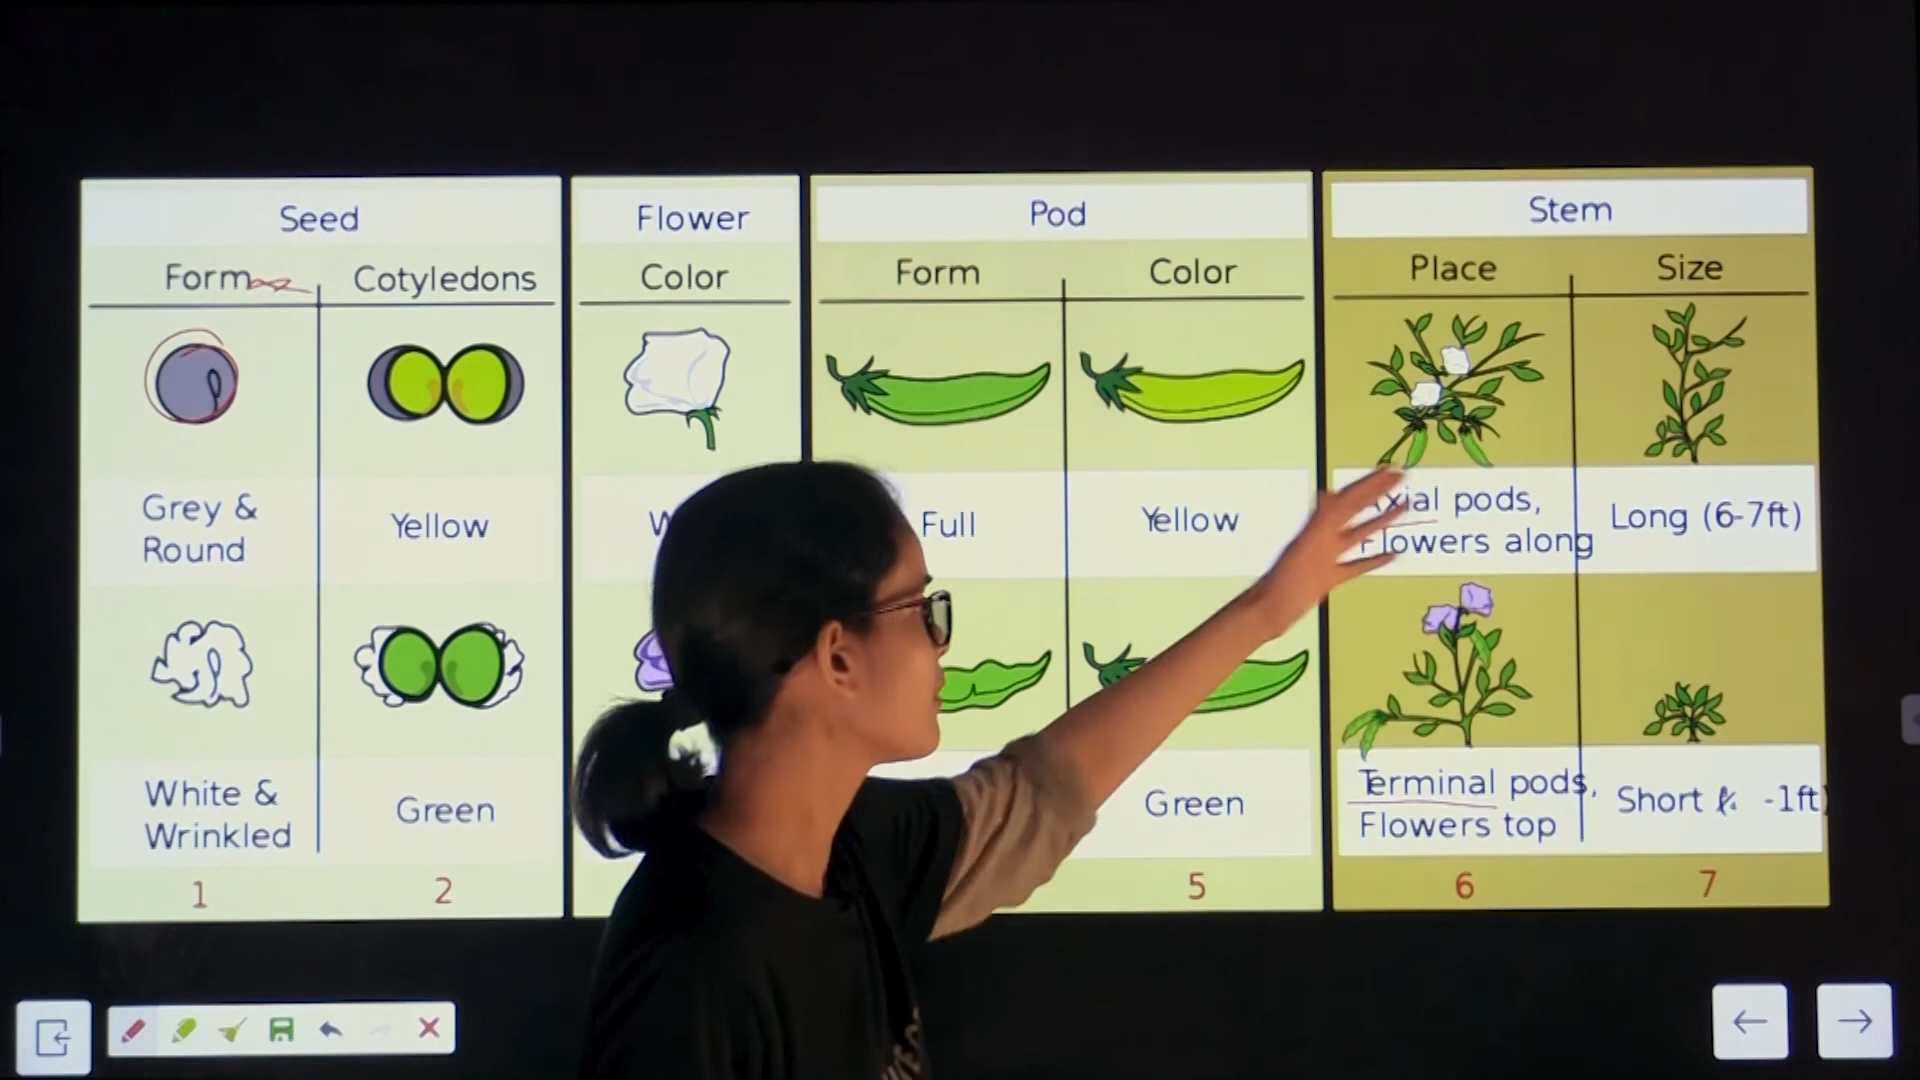 Seed
Flower
Pod
Stem
Form
Cotyledons
Color
Form
Color
Place
Size
Grey &
Round
Yellow
Full
Yellow
pods,
Flowers along
Long (6-7ft)
White &
Wrinkled
Green
Green
Terminal pods,
Flowers top
Short -1ft)
1
2
5
6
7